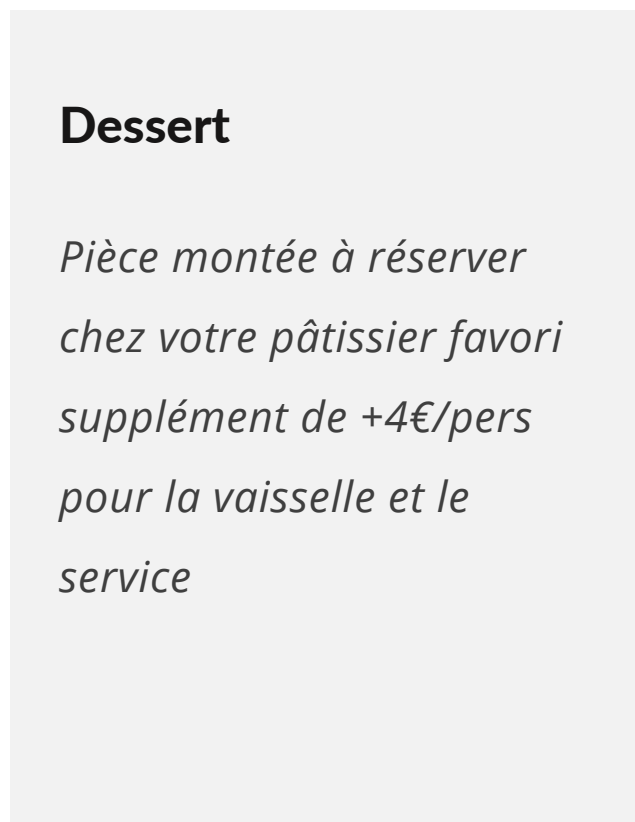 Dessert
Pièce montée à réserver
chez votre pâtissier favori
supplément de +4€/pers
pour la vaisselle et le
service